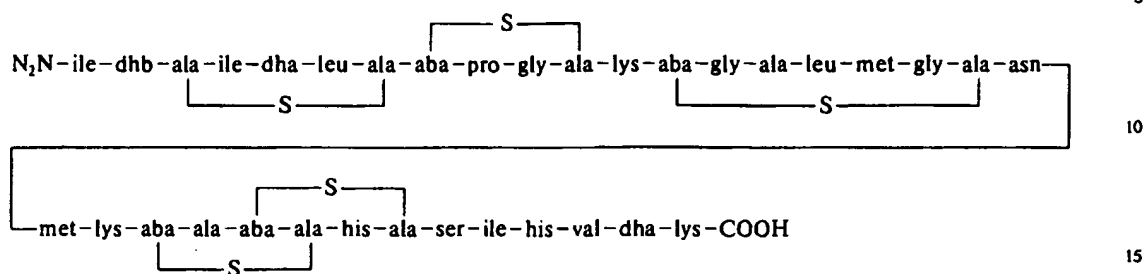 S
N₂N-ile-dhb-ala-ile-dha-leu-ala-aba-pro-gly-ala-lys-aba-gly-ala-leu-met-gly-ala-asn
S
S
10
S
met-lys-aba-ala-aba-ala-his-ala-ser-ile-his-val-dha-lys-COOH
S
15